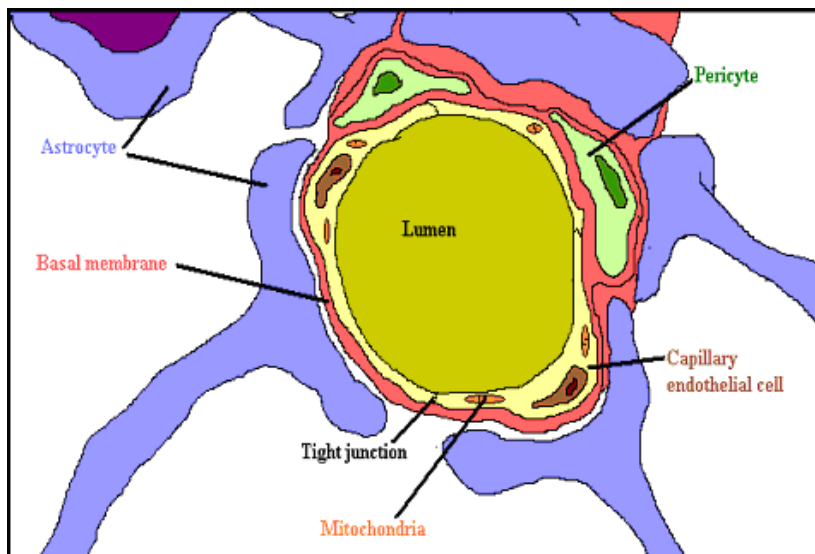 Pericyte
Astrocyte
Lumen
Basal membrane
Capillary
endothelial cell
Tight junction
Mitochondria